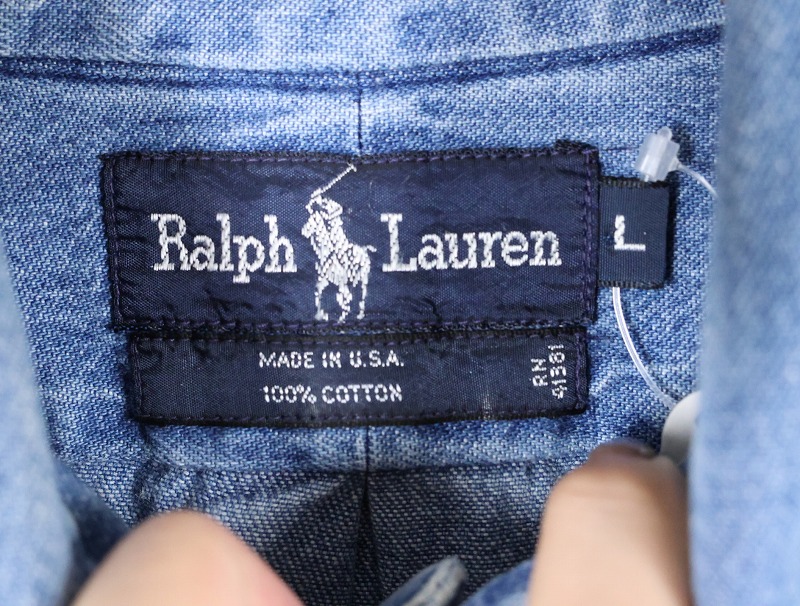 Ralph Lauren
L
MADE IN U.S.A.
100% COTTON
RN
41381